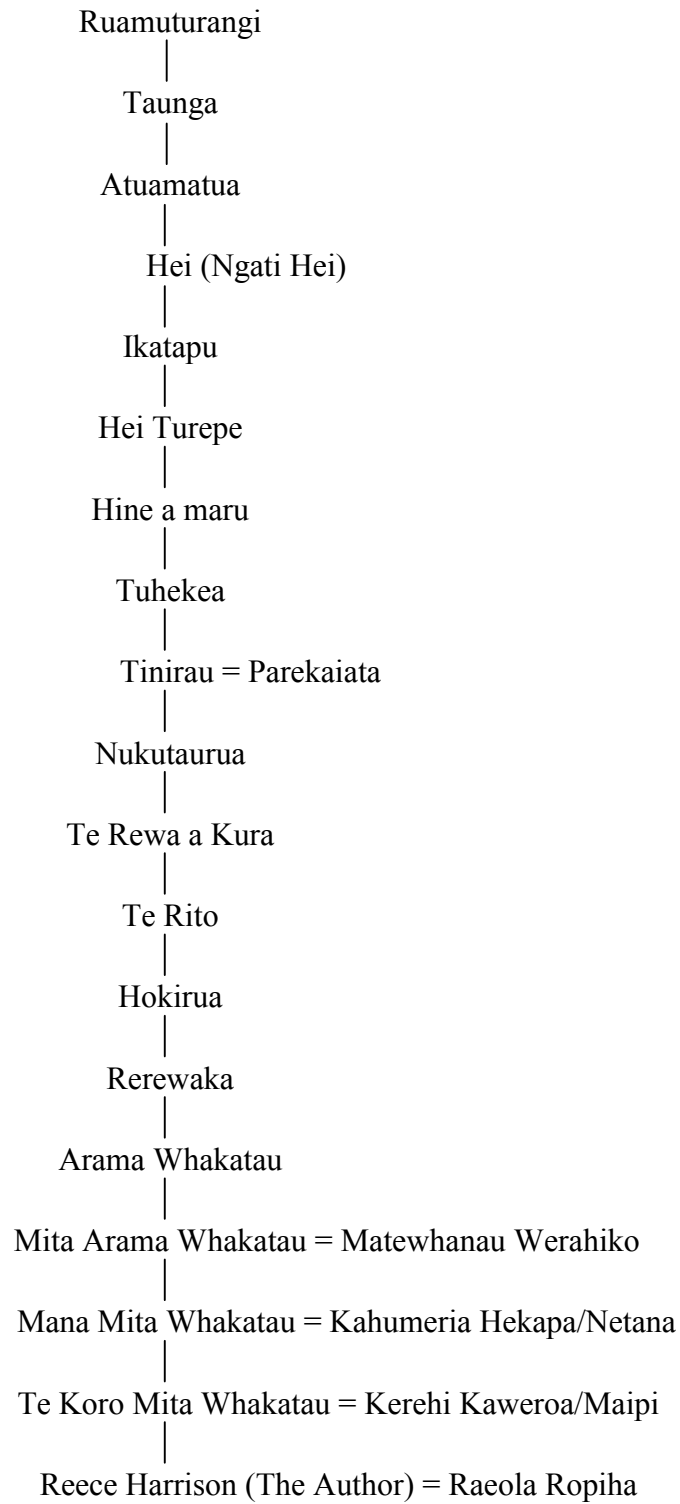 Ruamuturangi
Taunga
Atuamatua
Hei (Ngati Hei)
Ikatapu
Hei Turepe
Hine a maru
Tuhekea
Tinirau = Parekaiata
Nukutaurua
Te Rewa a Kura
Te Rito
Hokirua
Rerewaka
Arama Whakatau
Mita Arama Whakatau = Matewhanau Werahiko
Mana Mita Whakatau = Kahumeria Hekapa/Netana
Te Koro Mita Whakatau = Kerehi Kaweroa/Maipi
Reece Harrison (The Author) = Raeola Ropiha